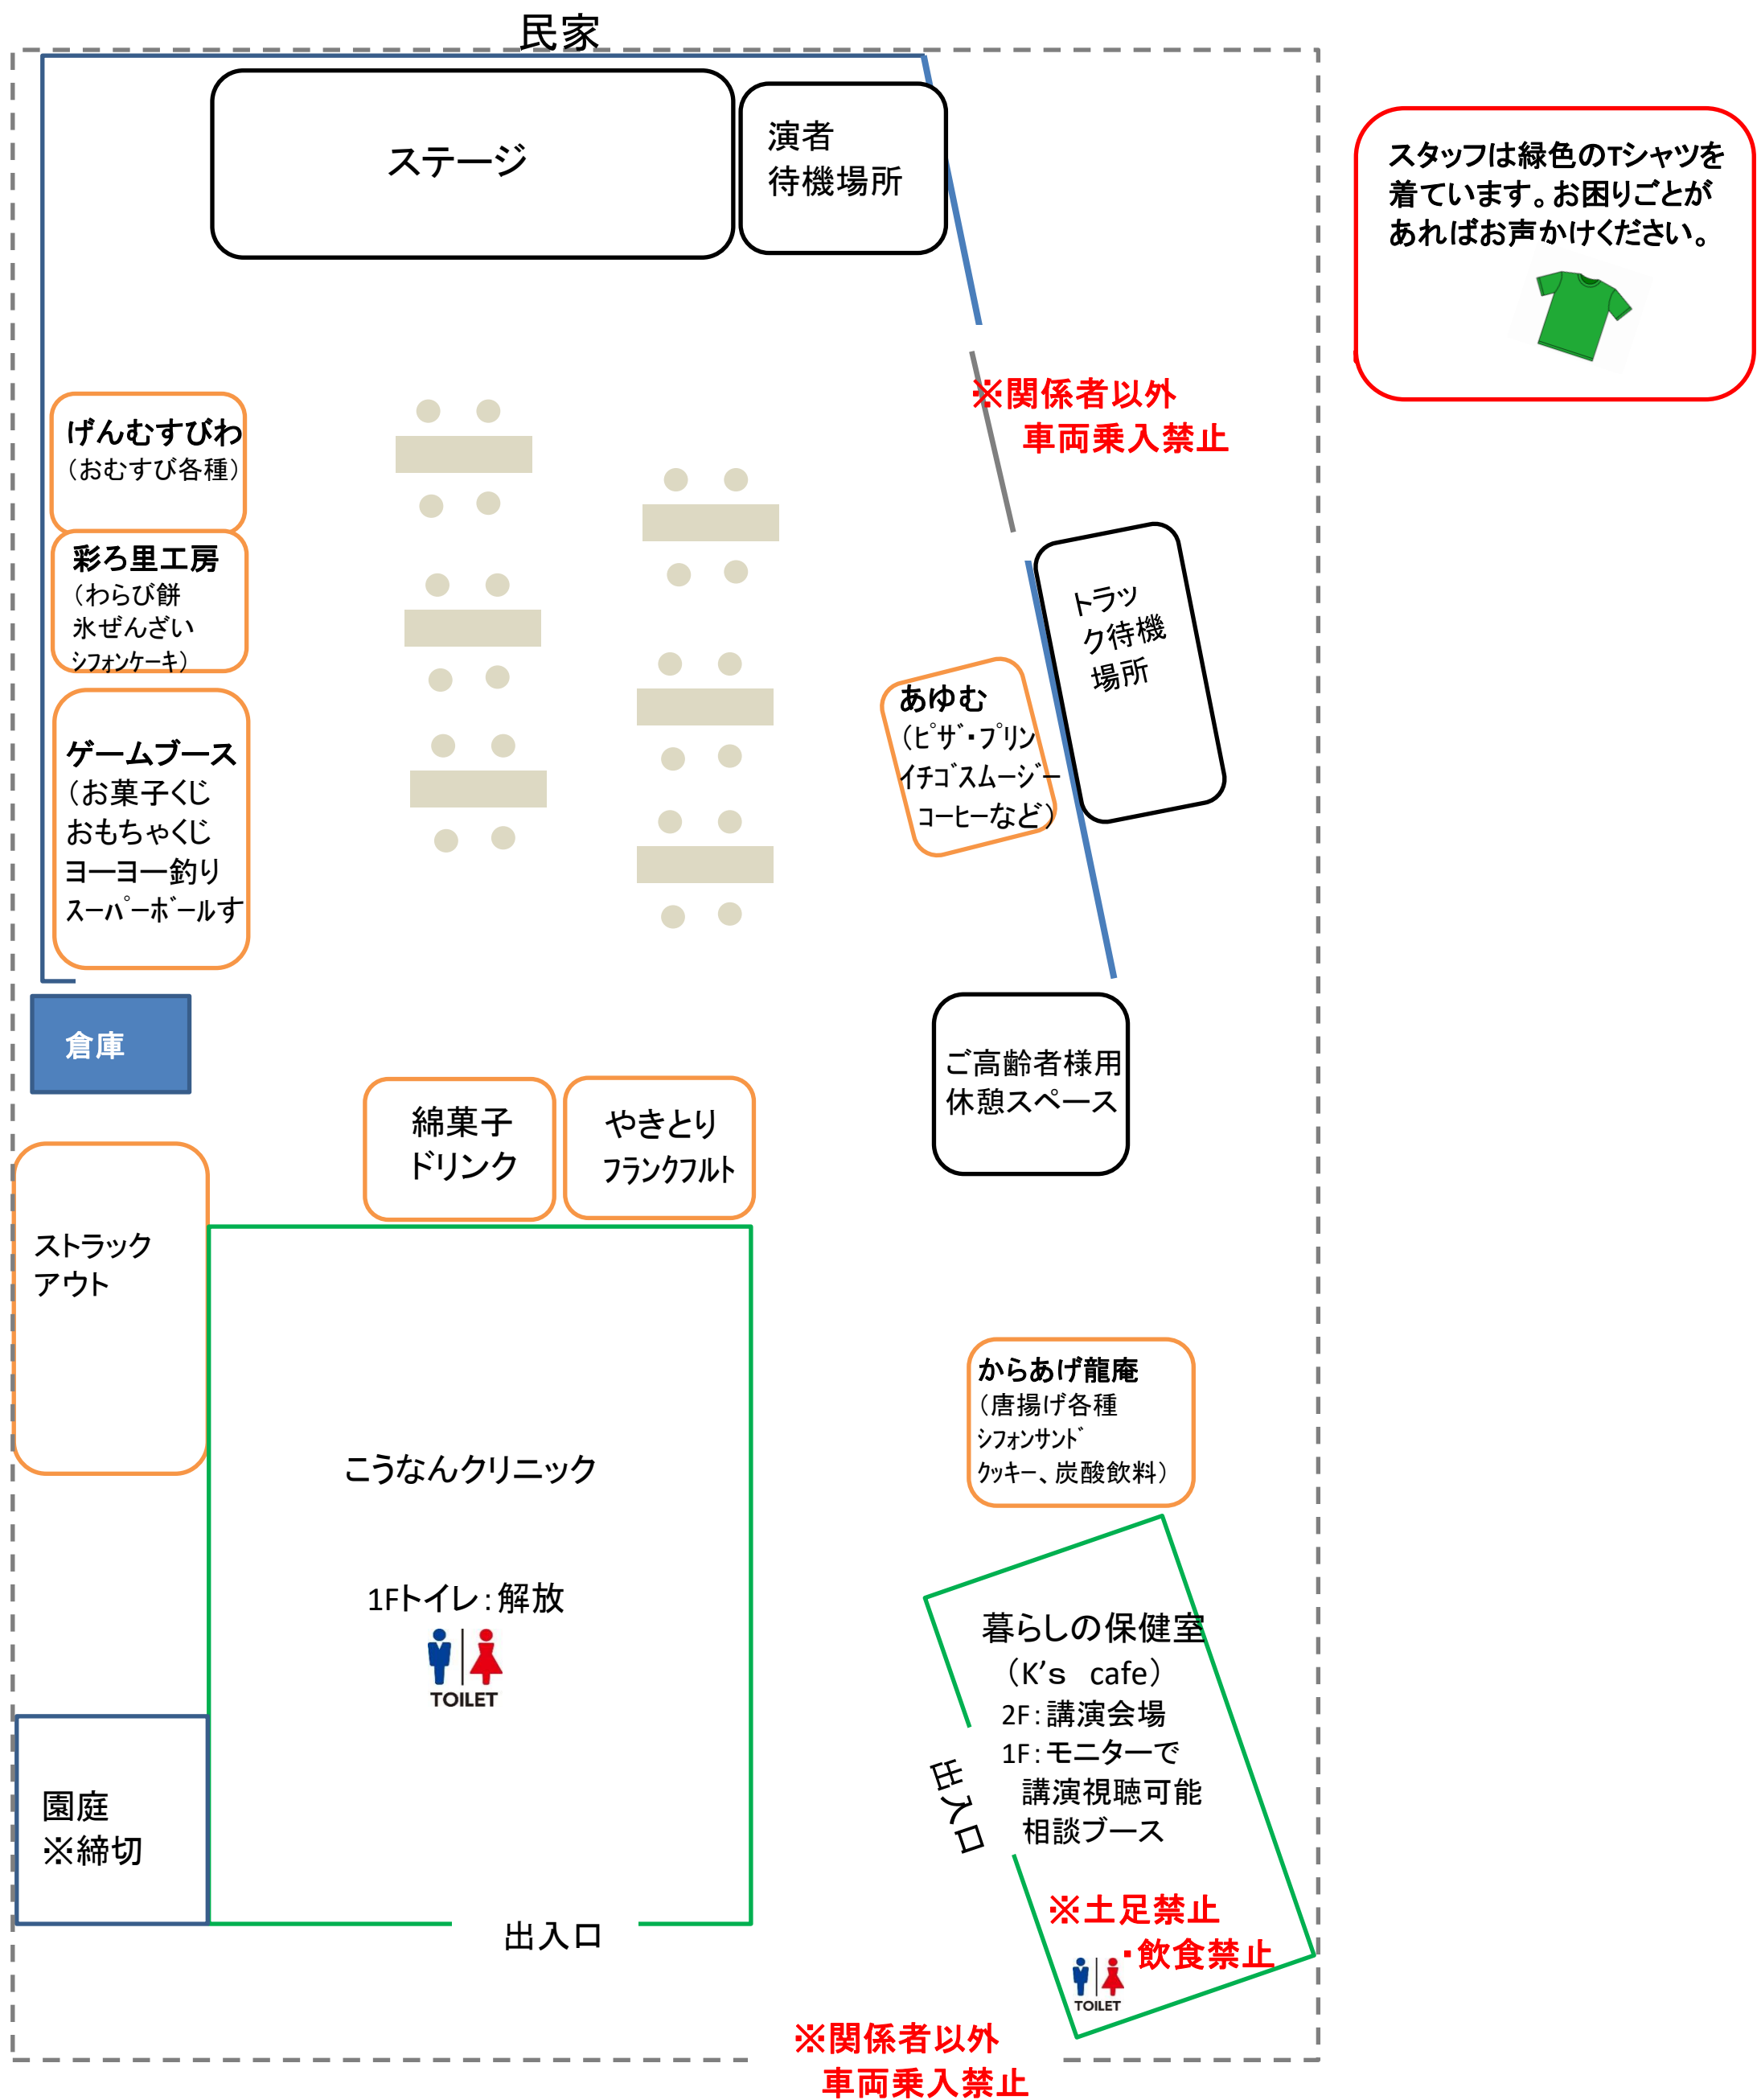 民家
ステージ
演者
待機場所
スタッフは緑色のTシャツを
着ています。お困りごとが
あればお声かけください。
※関係者以外
車両乗入禁止
げんむすびわ
（おむすび各種）
彩ろ里工房
（わらび餅
氷ぜんざい
シフォンケーキ）
トラッ
ク待機
場所
あゆむ
（ピザ・プリン
イチゴスムージー
コーヒーなど）
ゲームブース
（お菓子くじ
おもちゃくじ
ヨーヨー釣り
スーパーボールす
倉庫
ご高齢者様用
休憩スペース
綿菓子
ドリンク
やきとり
フランクフルト
ストラック
アウト
からあげ龍庵
（唐揚げ各種
シフォンサンド
クッキー、炭酸飲料）
こうなんクリニック
1Fトイレ：解放
TOILET
暮らしの保健室
（K’s cafe）
2F：講演会場
1F：モニターで
講演視聴可能
相談ブース
出入口
※土足禁止
・飲食禁止
TOILET
園庭
※締切
出入口
※関係者以外
車両乗入禁止